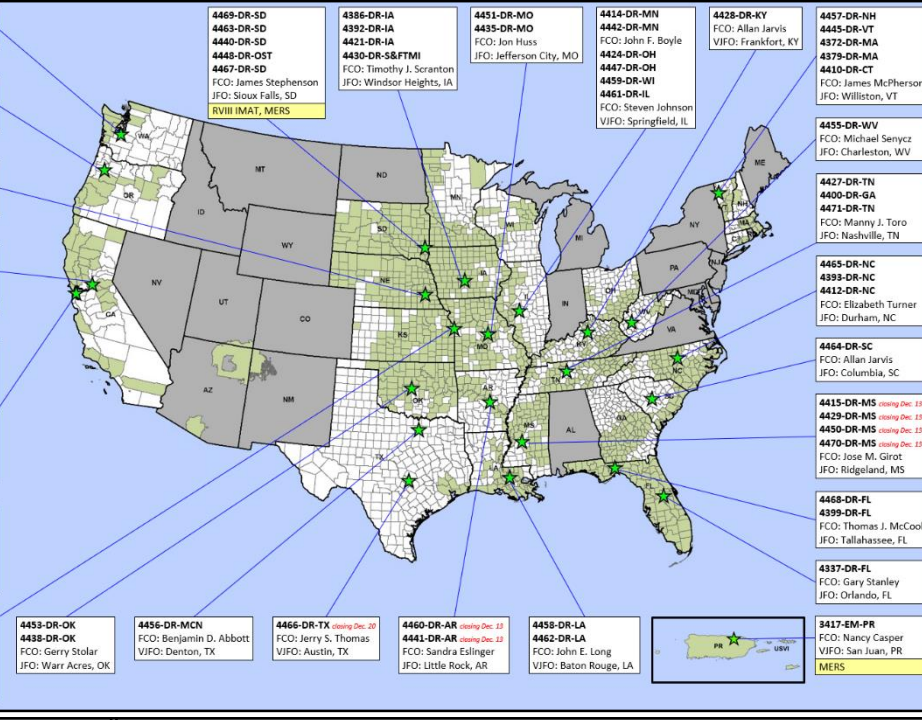 4469-DR-SD
4463-DR-SD
4440-DR-SD
4448-DR-OST
4467-DR-SD
FCO: James Stephenson
JFO: Sioux Falls, SD
RVIII IMAT, MERS
4386-DR-IA
4392-DR-IA
4421-DR-IA
4430-DR-S&FTMI
FCO: Timothy J. Scranton
JFO: Windsor Heights, IA
4451-DR-MO
4435-DR-MO
FCO: Jon Huss
JFO: Jefferson City, MO
4414-DR-MN
4442-DR-MN
FCO: John F. Boyle
4424-DR-OH
4447-DR-OH
4459-DR-WI
4461-DR-IL
FCO: Steven Johnson
VJFO: Springfield, IL
4428-DR-KY
FCO: Allan Jarvis
VJFO: Frankfort, KY
4457-DR-NH
4445-DR-VT
4372-DR-MA
4379-DR-MA
4410-DR-CT
FCO: James McPherson
JFO: Williston, VT
4455-DR-WV
FCO: Michael Senycz
JFO: Charleston, WV
4427-DR-TN
4400-DR-GA
4471-DR-TN
FCO: Manny J. Toro
JFO: Nashville, TN
4465-DR-NC
4393-DR-NC
4412-DR-NC
FCO: Elizabeth Turner
JFO: Durham, NC
4464-DR-SC
FCO: Allan Jarvis
JFO: Columbia, SC
4415-DR-MS closing Dec. 13
4429-DR-MS closing Dec. 13
4450-DR-MS closing Dec. 13
4470-DR-MS closing Dec. 13
FCO: Jose M. Girot
JFO: Ridgeland, MS
4468-DR-FL
4399-DR-FL
FCO: Thomas J. McCool
JFO: Tallahassee, FL
4337-DR-FL
FCO: Gary Stanley
JFO: Orlando, FL
3417-EM-PR
FCO: Nancy Casper
VJFO: San Juan, PR
MERS
4453-DR-OK
4438-DR-OK
FCO: Gerry Stolar
JFO: Warr Acres, OK
4456-DR-MCN
FCO: Benjamin D. Abbott
VJFO: Denton, TX
4466-DR-TX closing Dec. 20
FCO: Jerry S. Thomas
VJFO: Austin, TX
4460-DR-AR closing Dec. 13
4441-DR-AR closing Dec. 13
FCO: Sandra Eslinger
JFO: Little Rock, AR
4458-DR-LA
4462-DR-LA
FCO: John E. Long
VJFO: Baton Rouge, LA
WA
MT
ND
MN
ME
OR
ID
SD
WI
MI
NY
VT
NH
MA
WY
NE
IA
PA
NJ
NV
UT
CO
KS
MO
IL
IN
OH
WV
VA
CA
KY
AZ
NM
OK
AR
TN
NC
SC
TX
LA
MS
AL
GA
FL
PR
USVI